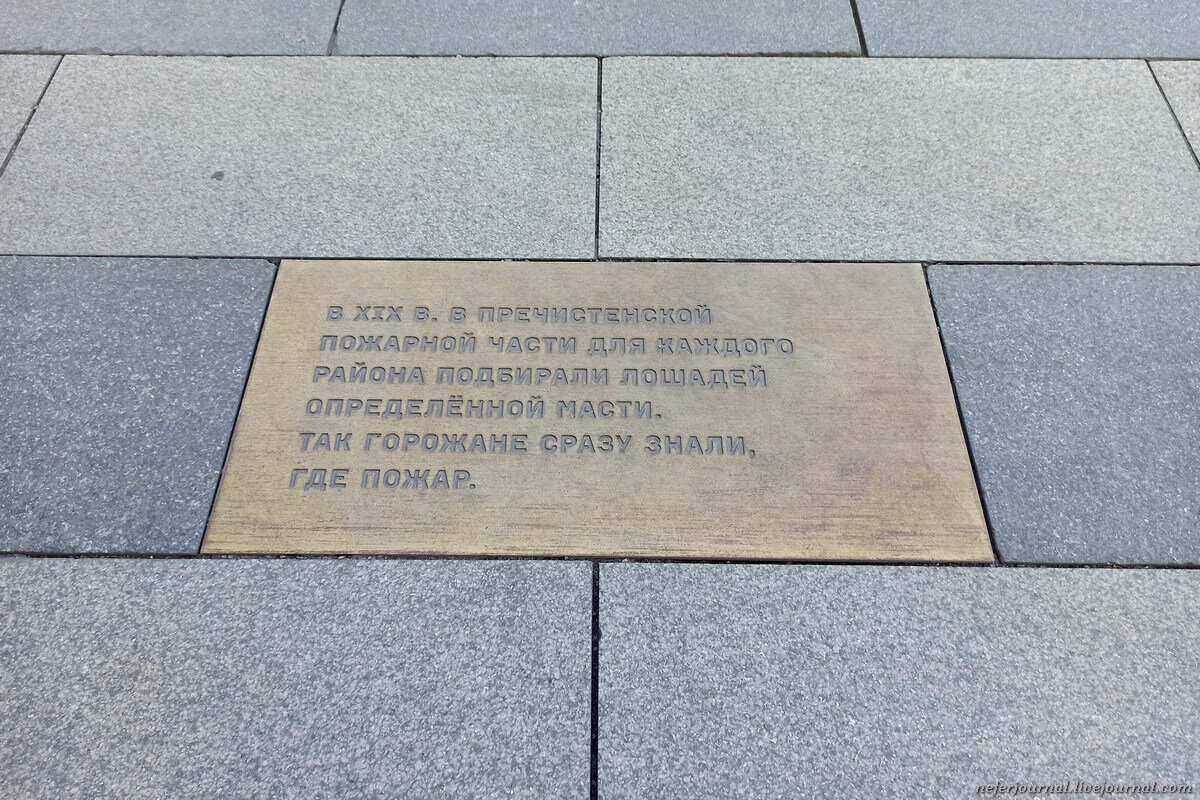 В XIX В. В ПРЕЧИСТЕНСКОЙ
ПОЖАРНОЙ ЧАСТИ ДЛЯ КАЖДОГО
РАЙОНА ПОДБИРАЛИ ЛОШАДЕЙ
ОПРЕДЕЛЁННОЙ МАСТИ.
ТАК ГОРОЖАНЕ СРАЗУ ЗНАЛИ,
ГДЕ ПОЖАР.
neferjournal.livejournal.com